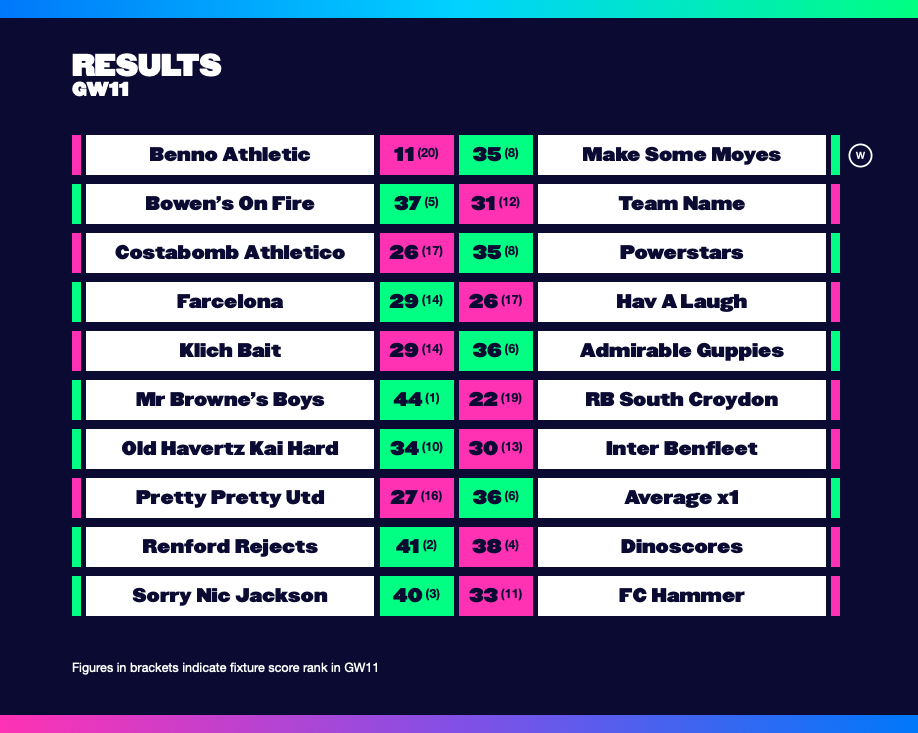 RESULTS
GW11
Benno Athletic 11 (20) 35 (8) Make Some Moyes W
Bowen's On Fire 37 (5) 31 (12) Team Name
Costabomb Athletico 26 (17) 35 (8) Powerstars
Farcelona 29 (14) 26 (17) Hav A Laugh
Klich Bait 29 (14) 36 (6) Admirable Guppies
Mr Browne's Boys 44 (1) 22 (19) RB South Croydon
Old Havertz Kai Hard 34 (10) 30 (13) Inter Benfleet
Pretty Pretty Utd 27 (16) 36 (6) Average x1
Renford Rejects 41 (2) 38 (4) Dinoscores
Sorry Nic Jackson 40 (3) 33 (11) FC Hammer
Figures in brackets indicate fixture score rank in GW11